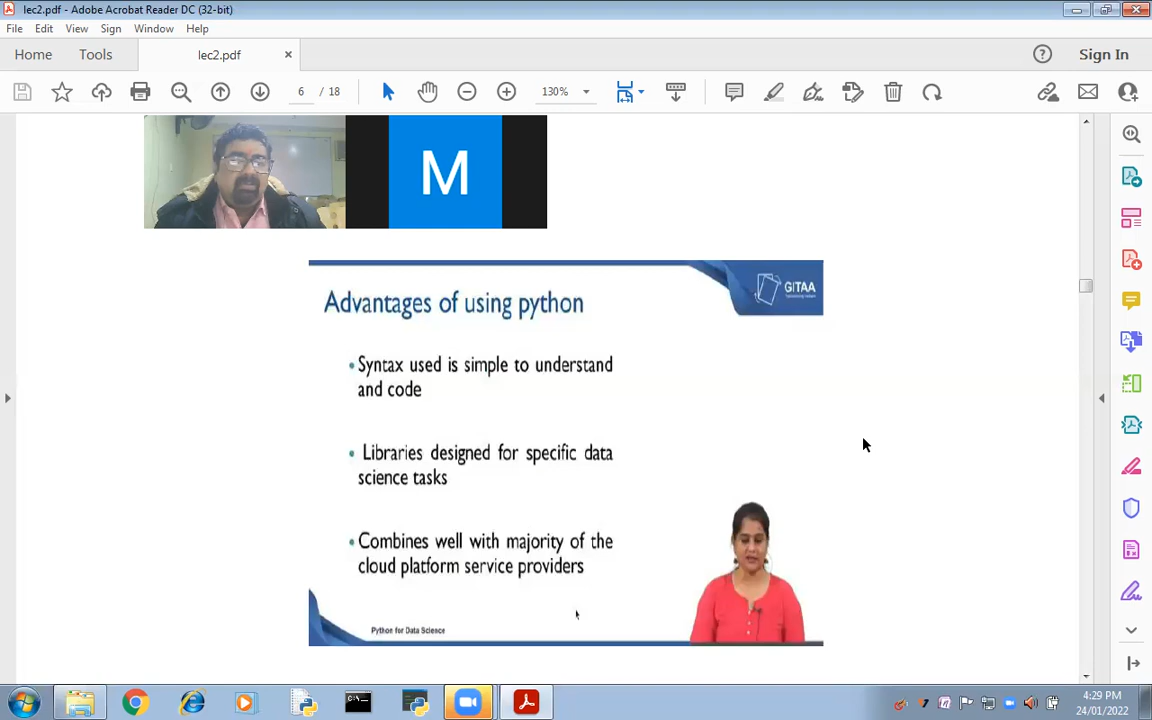 lec2.pdf - Adobe Acrobat Reader DC (32-bit)
File Edit View Sign Window Help
Home Tools lec2.pdf × Sign In
6 / 18 130%
M
GITAA
Advantages of using python
• Syntax used is simple to understand
and code
• Libraries designed for specific data
science tasks
• Combines well with majority of the
cloud platform service providers
Python for Data Science
4:29 PM
24/01/2022